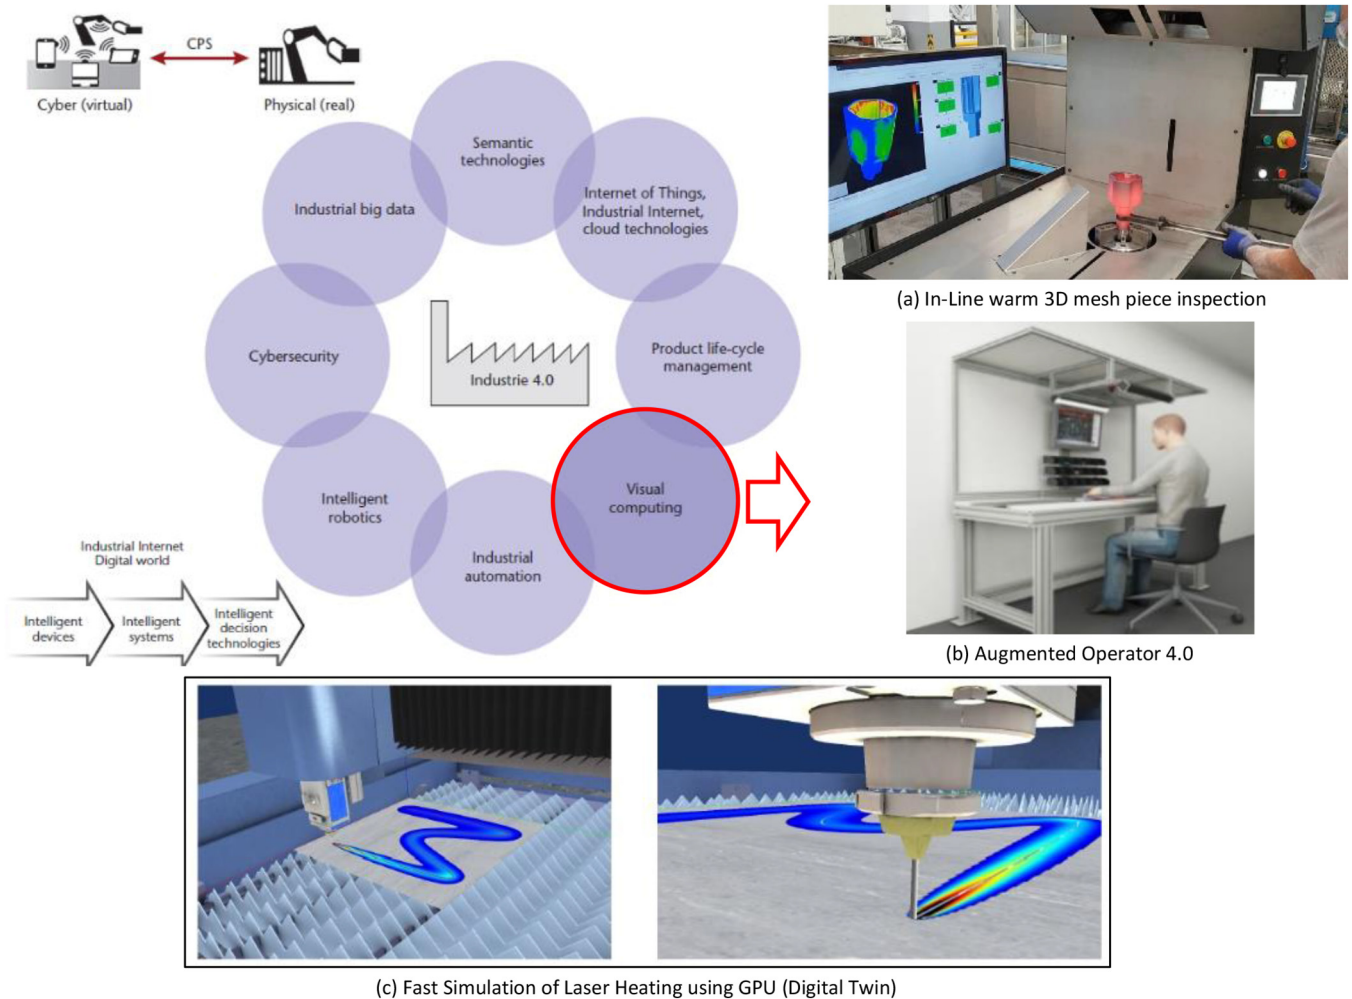 CPS
Cyber (virtual)
Physical (real)
Semantic
technologies
Industrial big data
Internet of Things,
Industrial Internet,
cloud technologies
Cybersecurity
Product life-cycle
management
Industrie 4.0
Intelligent
robotics
Visual
computing
Industrial
automation
Industrial Internet
Digital world
Intelligent
devices
Intelligent
systems
Intelligent
decision
technologies
(a) In-Line warm 3D mesh piece inspection
(b) Augmented Operator 4.0
(c) Fast Simulation of Laser Heating using GPU (Digital Twin)